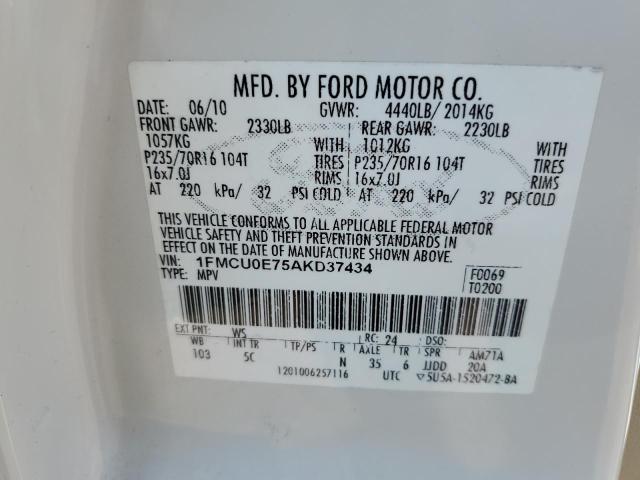 MFD. BY FORD MOTOR CO.
DATE: 06/10 GVWR: 4440LB/ 2014KG
FRONT GAWR: 2330LB REAR GAWR: 2230LB
1057KG WITH 1012KG WITH
P235/70R16 104T TIRES P235/70R16 104T TIRES
16x7.0J RIMS 16x7.0J RIMS
AT 220 kPa/ 32 PSI COLD AT 220 kPa/ 32 PSI COLD
THIS VEHICLE CONFORMS TO ALL APPLICABLE FEDERAL MOTOR
VEHICLE SAFETY AND THEFT PREVENTION STANDARDS IN
EFFECT ON THE DATE OF MANUFACTURE SHOWN ABOVE.
VIN: 1FMCU0E75AKD37434 F0069
TYPE: MPV T0200
EXT PNT: WS RC: 24 DSO:
WB INT TR TP/PS R AXLE TR SPR AM71A
103 5C N 35 6 JJDD 20A
1201006257116 UTC ▽5U5A-1520472-BA